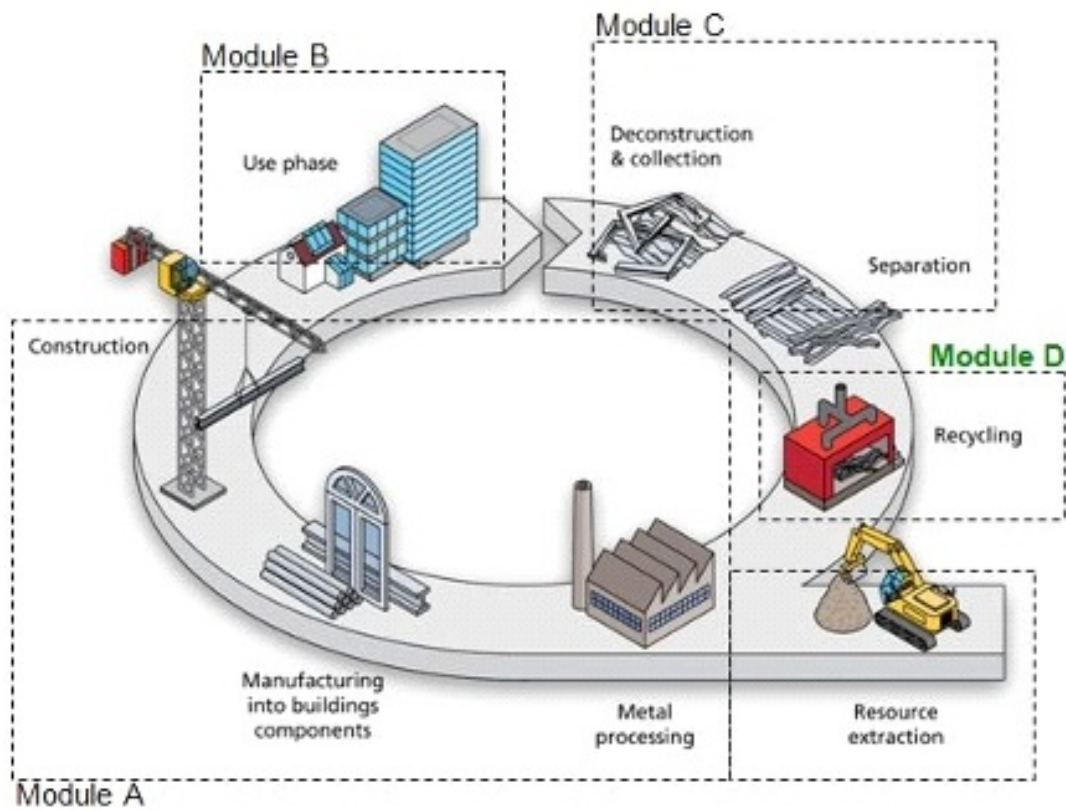 Module B
Module C
Deconstruction
& collection
Use phase
Separation
Construction
Module D
Recycling
Manufacturing
into buildings
components
Metal
processing
Resource
extraction
Module A